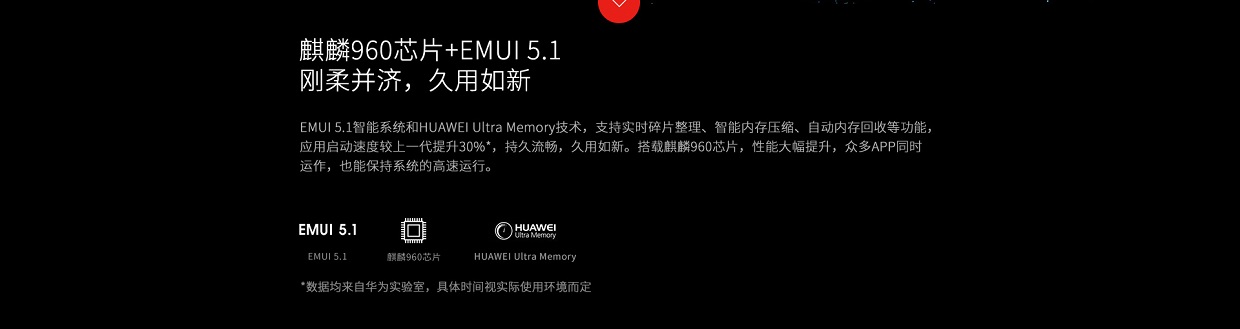 麒麟960芯片+EMUI 5.1
刚柔并济，久用如新
EMUI 5.1智能系统和HUAWEI Ultra Memory技术，支持实时碎片整理、智能内存压缩、自动内存回收等功能，
应用启动速度较上一代提升30%*，持久流畅，久用如新。搭载麒麟960芯片，性能大幅提升，众多APP同时
运作，也能保持系统的高速运行。
EMUI 5.1
HUAWEI
Ultra Memory
EMUI 5.1
麒麟960芯片
HUAWEI Ultra Memory
*数据均来自华为实验室，具体时间视实际使用环境而定